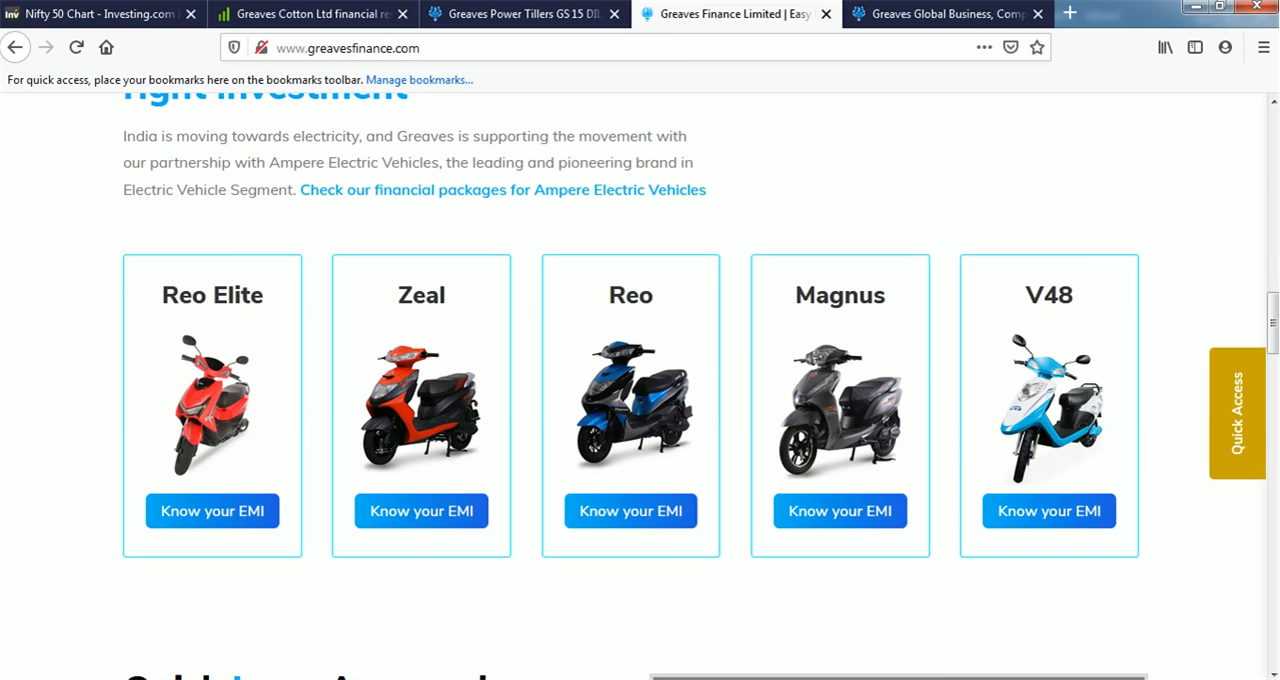 Nifty 50 Chart - Investing.com
Greaves Cotton Ltd financial re
Greaves Power Tillers GS 15 DIL
Greaves Finance Limited | Easy
Greaves Global Business, Comp
www.greavesfinance.com
For quick access, place your bookmarks here on the bookmarks toolbar. Manage bookmarks...
right investment
India is moving towards electricity, and Greaves is supporting the movement with
our partnership with Ampere Electric Vehicles, the leading and pioneering brand in
Electric Vehicle Segment. Check our financial packages for Ampere Electric Vehicles
Reo Elite
Zeal
Reo
Magnus
V48
Know your EMI
Know your EMI
Know your EMI
Know your EMI
Know your EMI
Quick Access